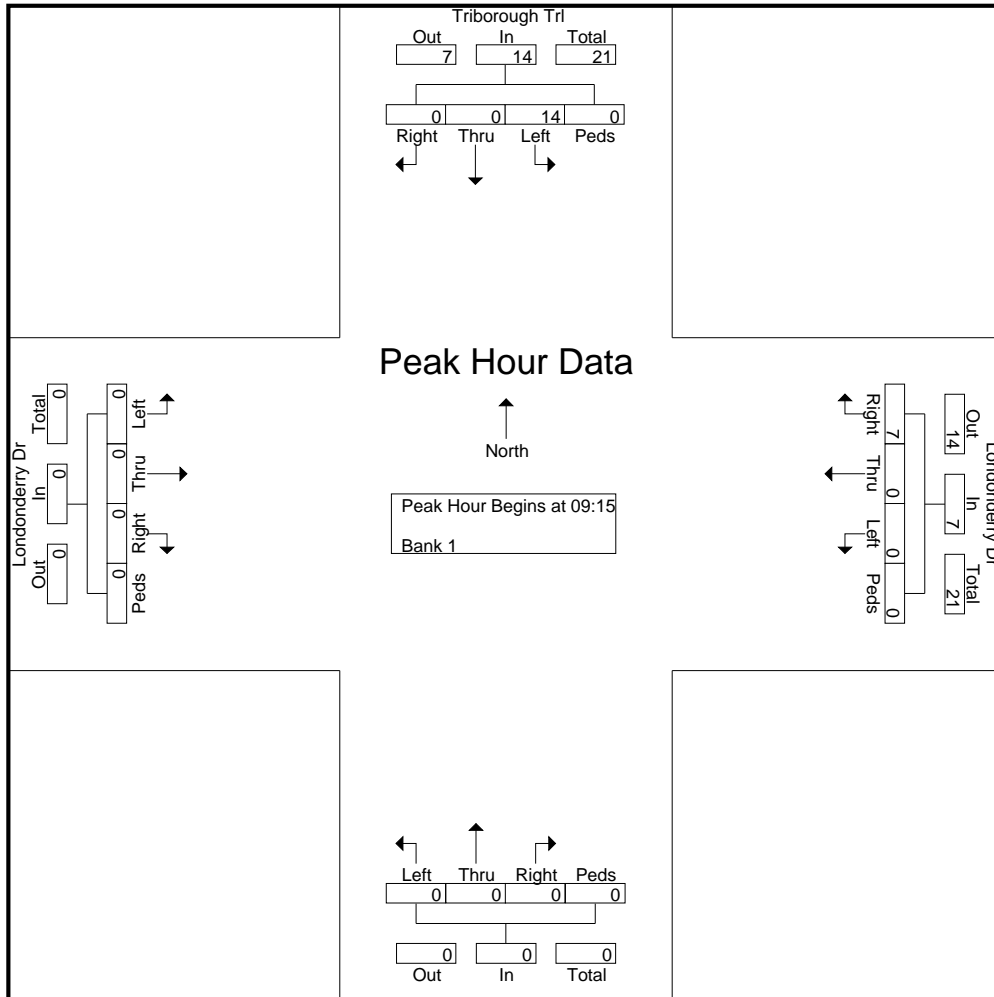 Triborough Trl
Out In Total
7 14 21
0 0 14 0
Right Thru Left Peds
Peak Hour Data
North
Peak Hour Begins at 09:15
Bank 1
Londonderry Dr
Total In Out
0 0 0
0 0 0 0
Left Thru Right Peds
Right Thru Left Peds
7 0 0 0
Out In Total
14 7 21
Londonderry Dr
Left Thru Right Peds
0 0 0 0
0 0 0
Out In Total